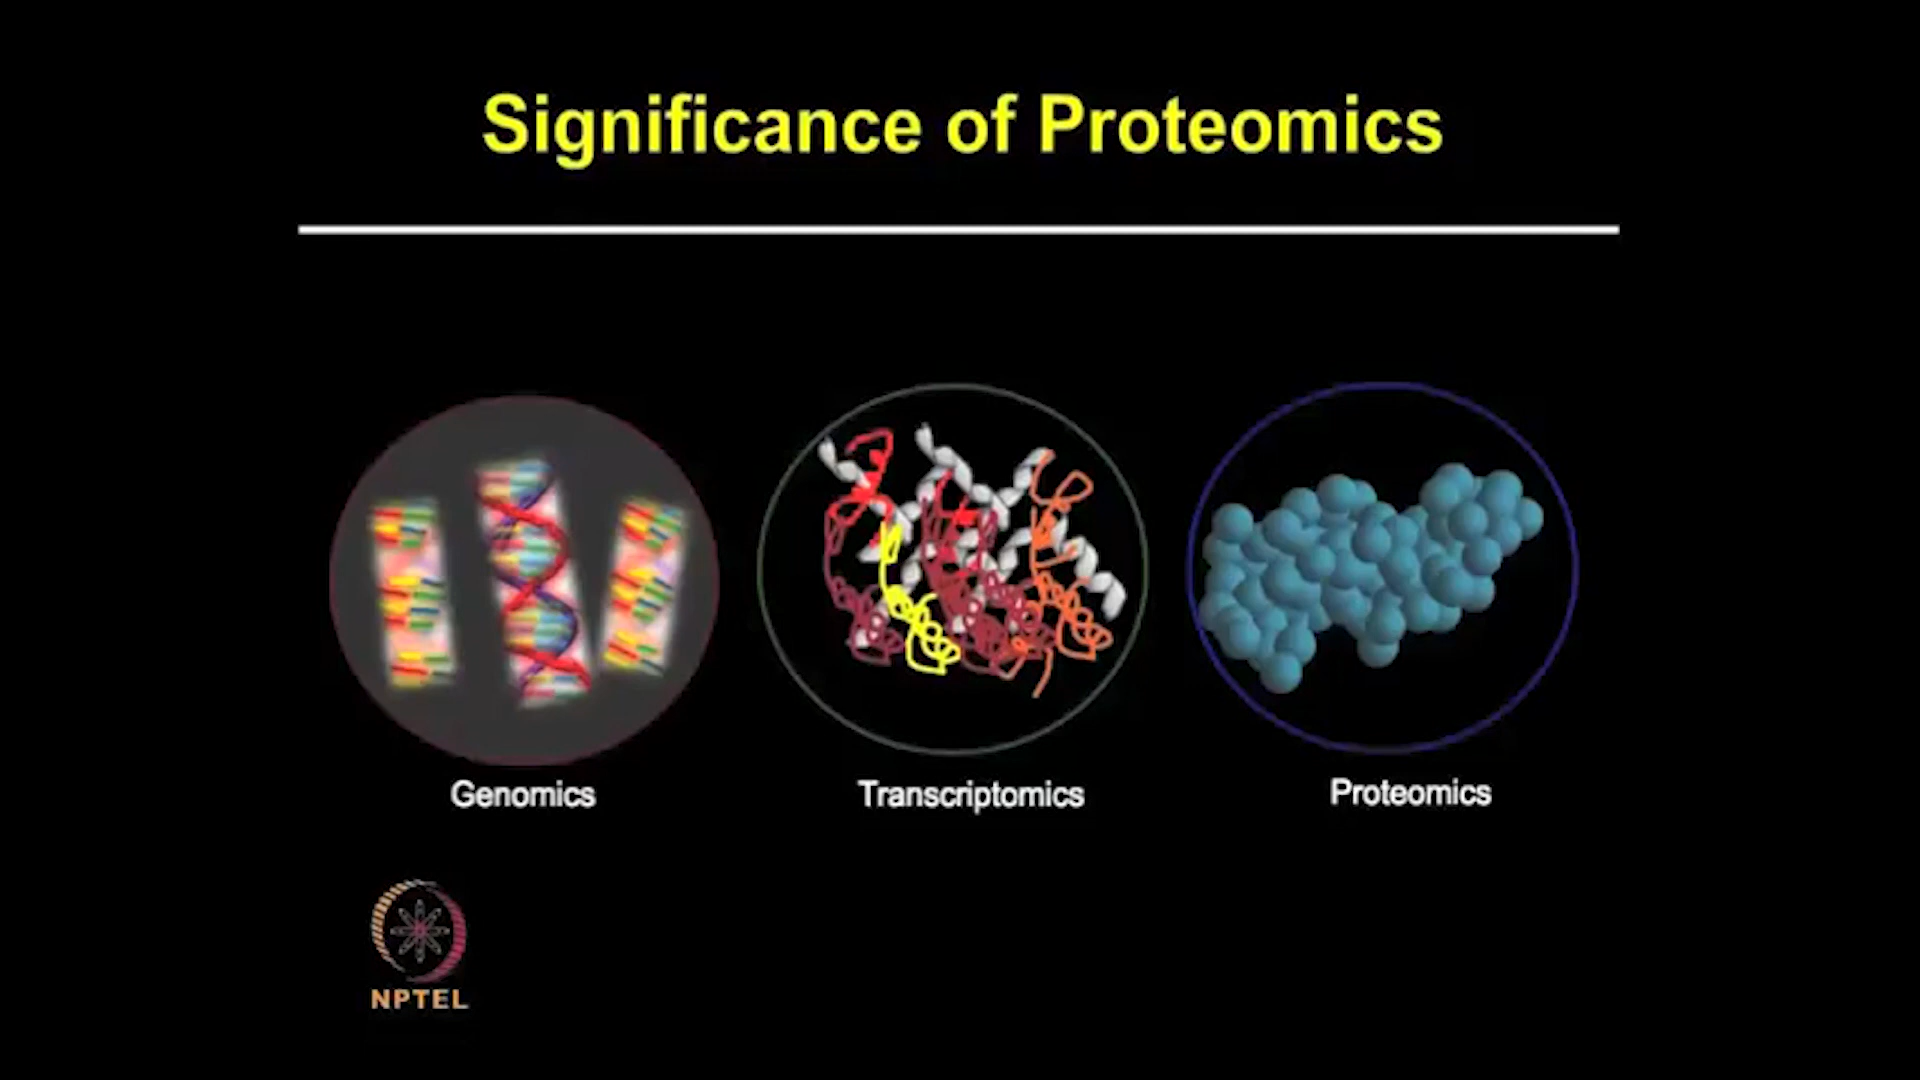 Significance of Proteomics
Genomics
Transcriptomics
Proteomics
NPTEL